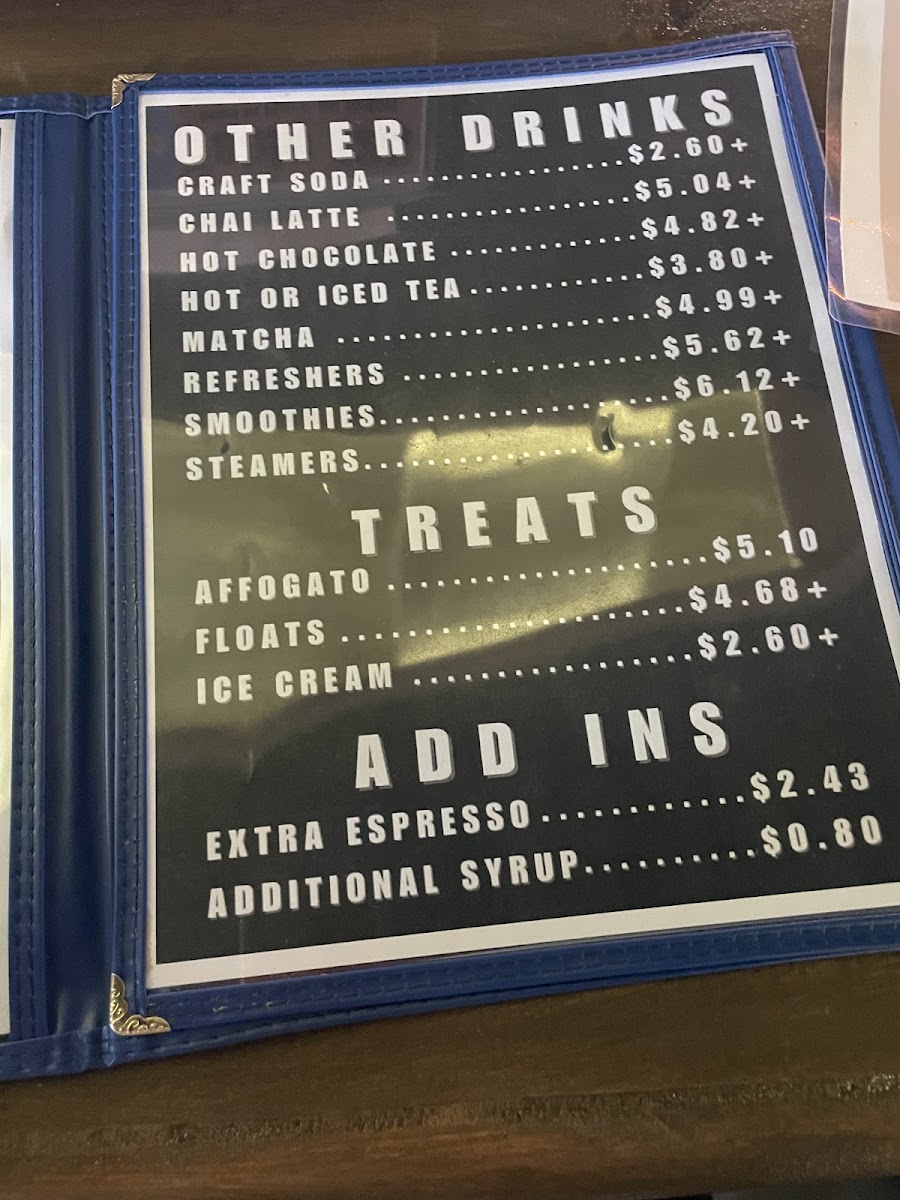 OTHER DRINKS
CRAFT SODA ................. $2.60+
CHAI LATTE ................. $5.04+
HOT CHOCOLATE ............. $4.82+
HOT OR ICED TEA ............ $3.80+
MATCHA ...................... $4.99+
REFRESHERS .................. $5.62+
SMOOTHIES..................... $6.12+
STEAMERS...................... $4.20+
TREATS
AFFOGATO ....................... $5.10
FLOATS ........................ $4.68+
ICE CREAM .................... $2.60+
ADD INS
EXTRA ESPRESSO ............ $2.43
ADDITIONAL SYRUP.......... $0.80